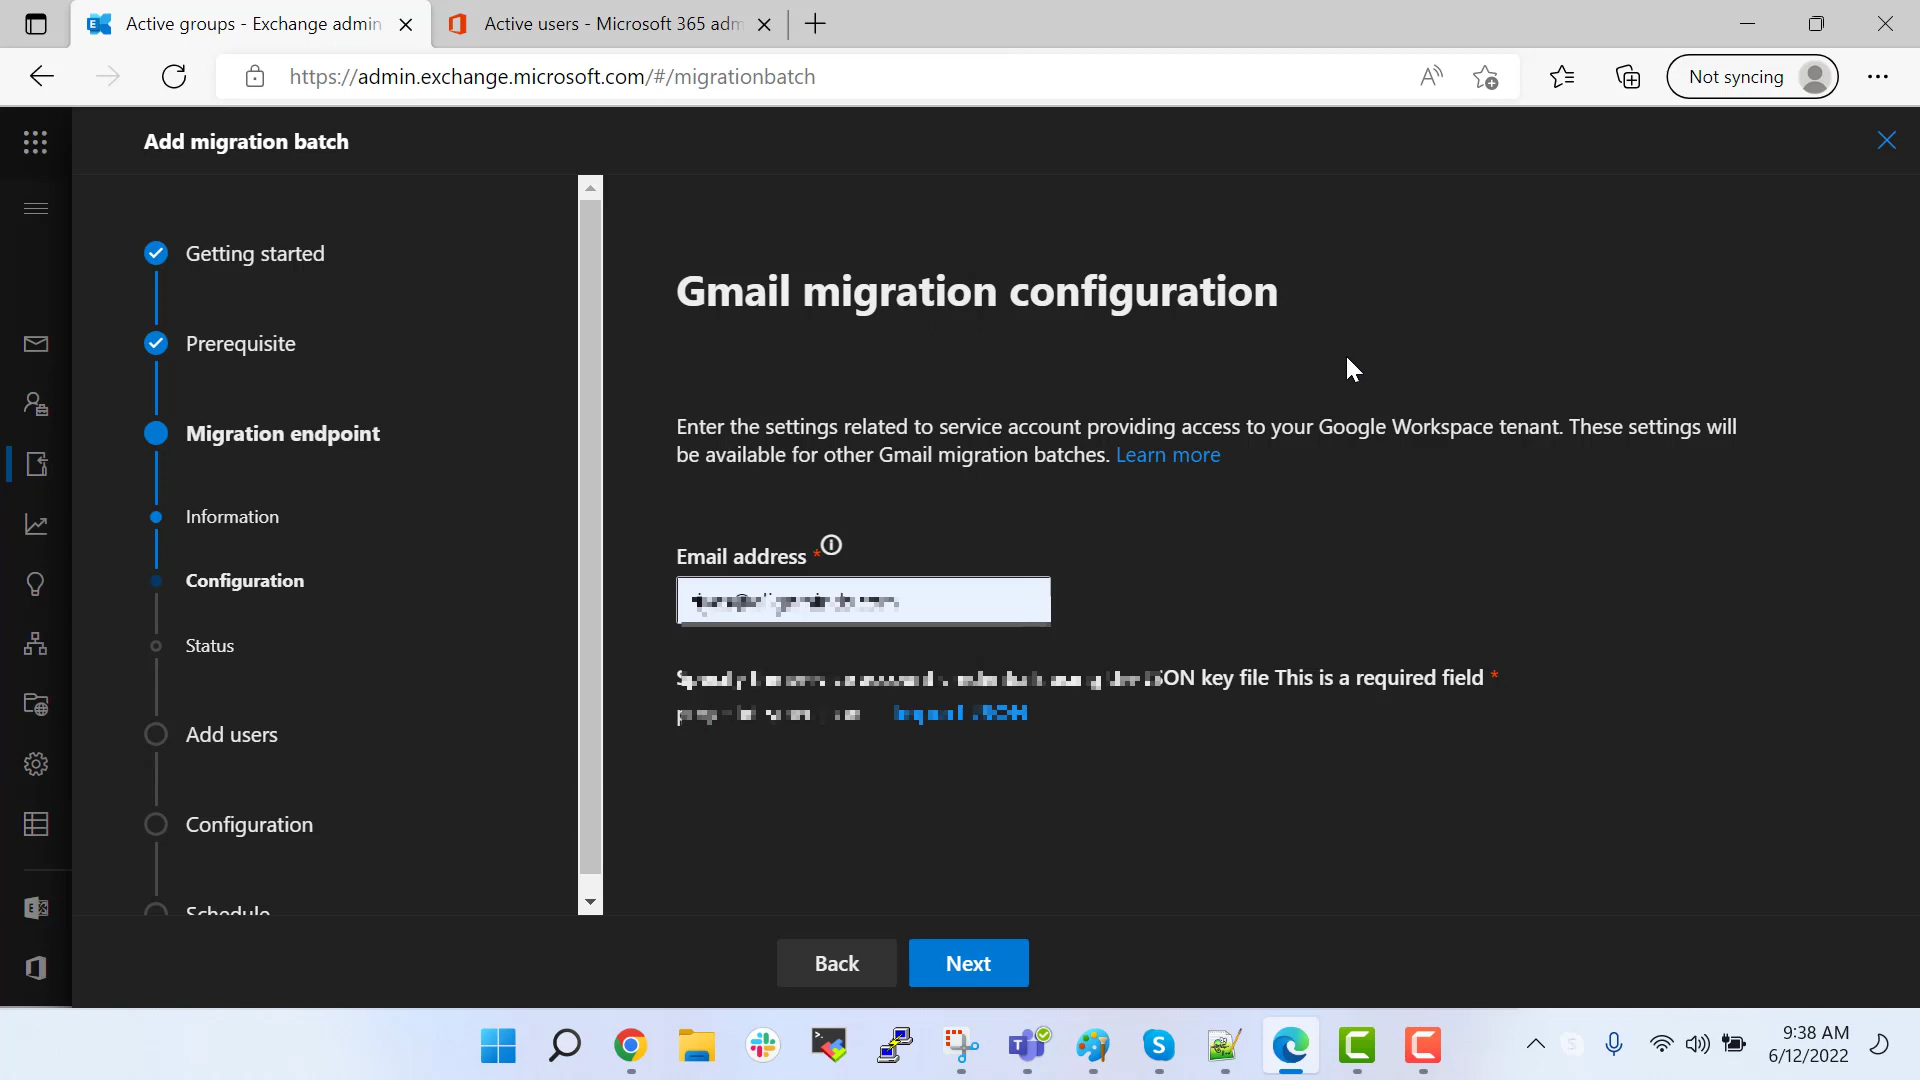 Active groups - Exchange admin
Active users - Microsoft 365 adm
https://admin.exchange.microsoft.com/#/migrationbatch
Not syncing
Add migration batch
Getting started
Prerequisite
Migration endpoint
Information
Configuration
Status
Add users
Configuration
Schedule
Gmail migration configuration
Enter the settings related to service account providing access to your Google Workspace tenant. These settings will
be available for other Gmail migration batches. Learn more
Email address *
key file This is a required field *
Back
Next
9:38 AM
6/12/2022